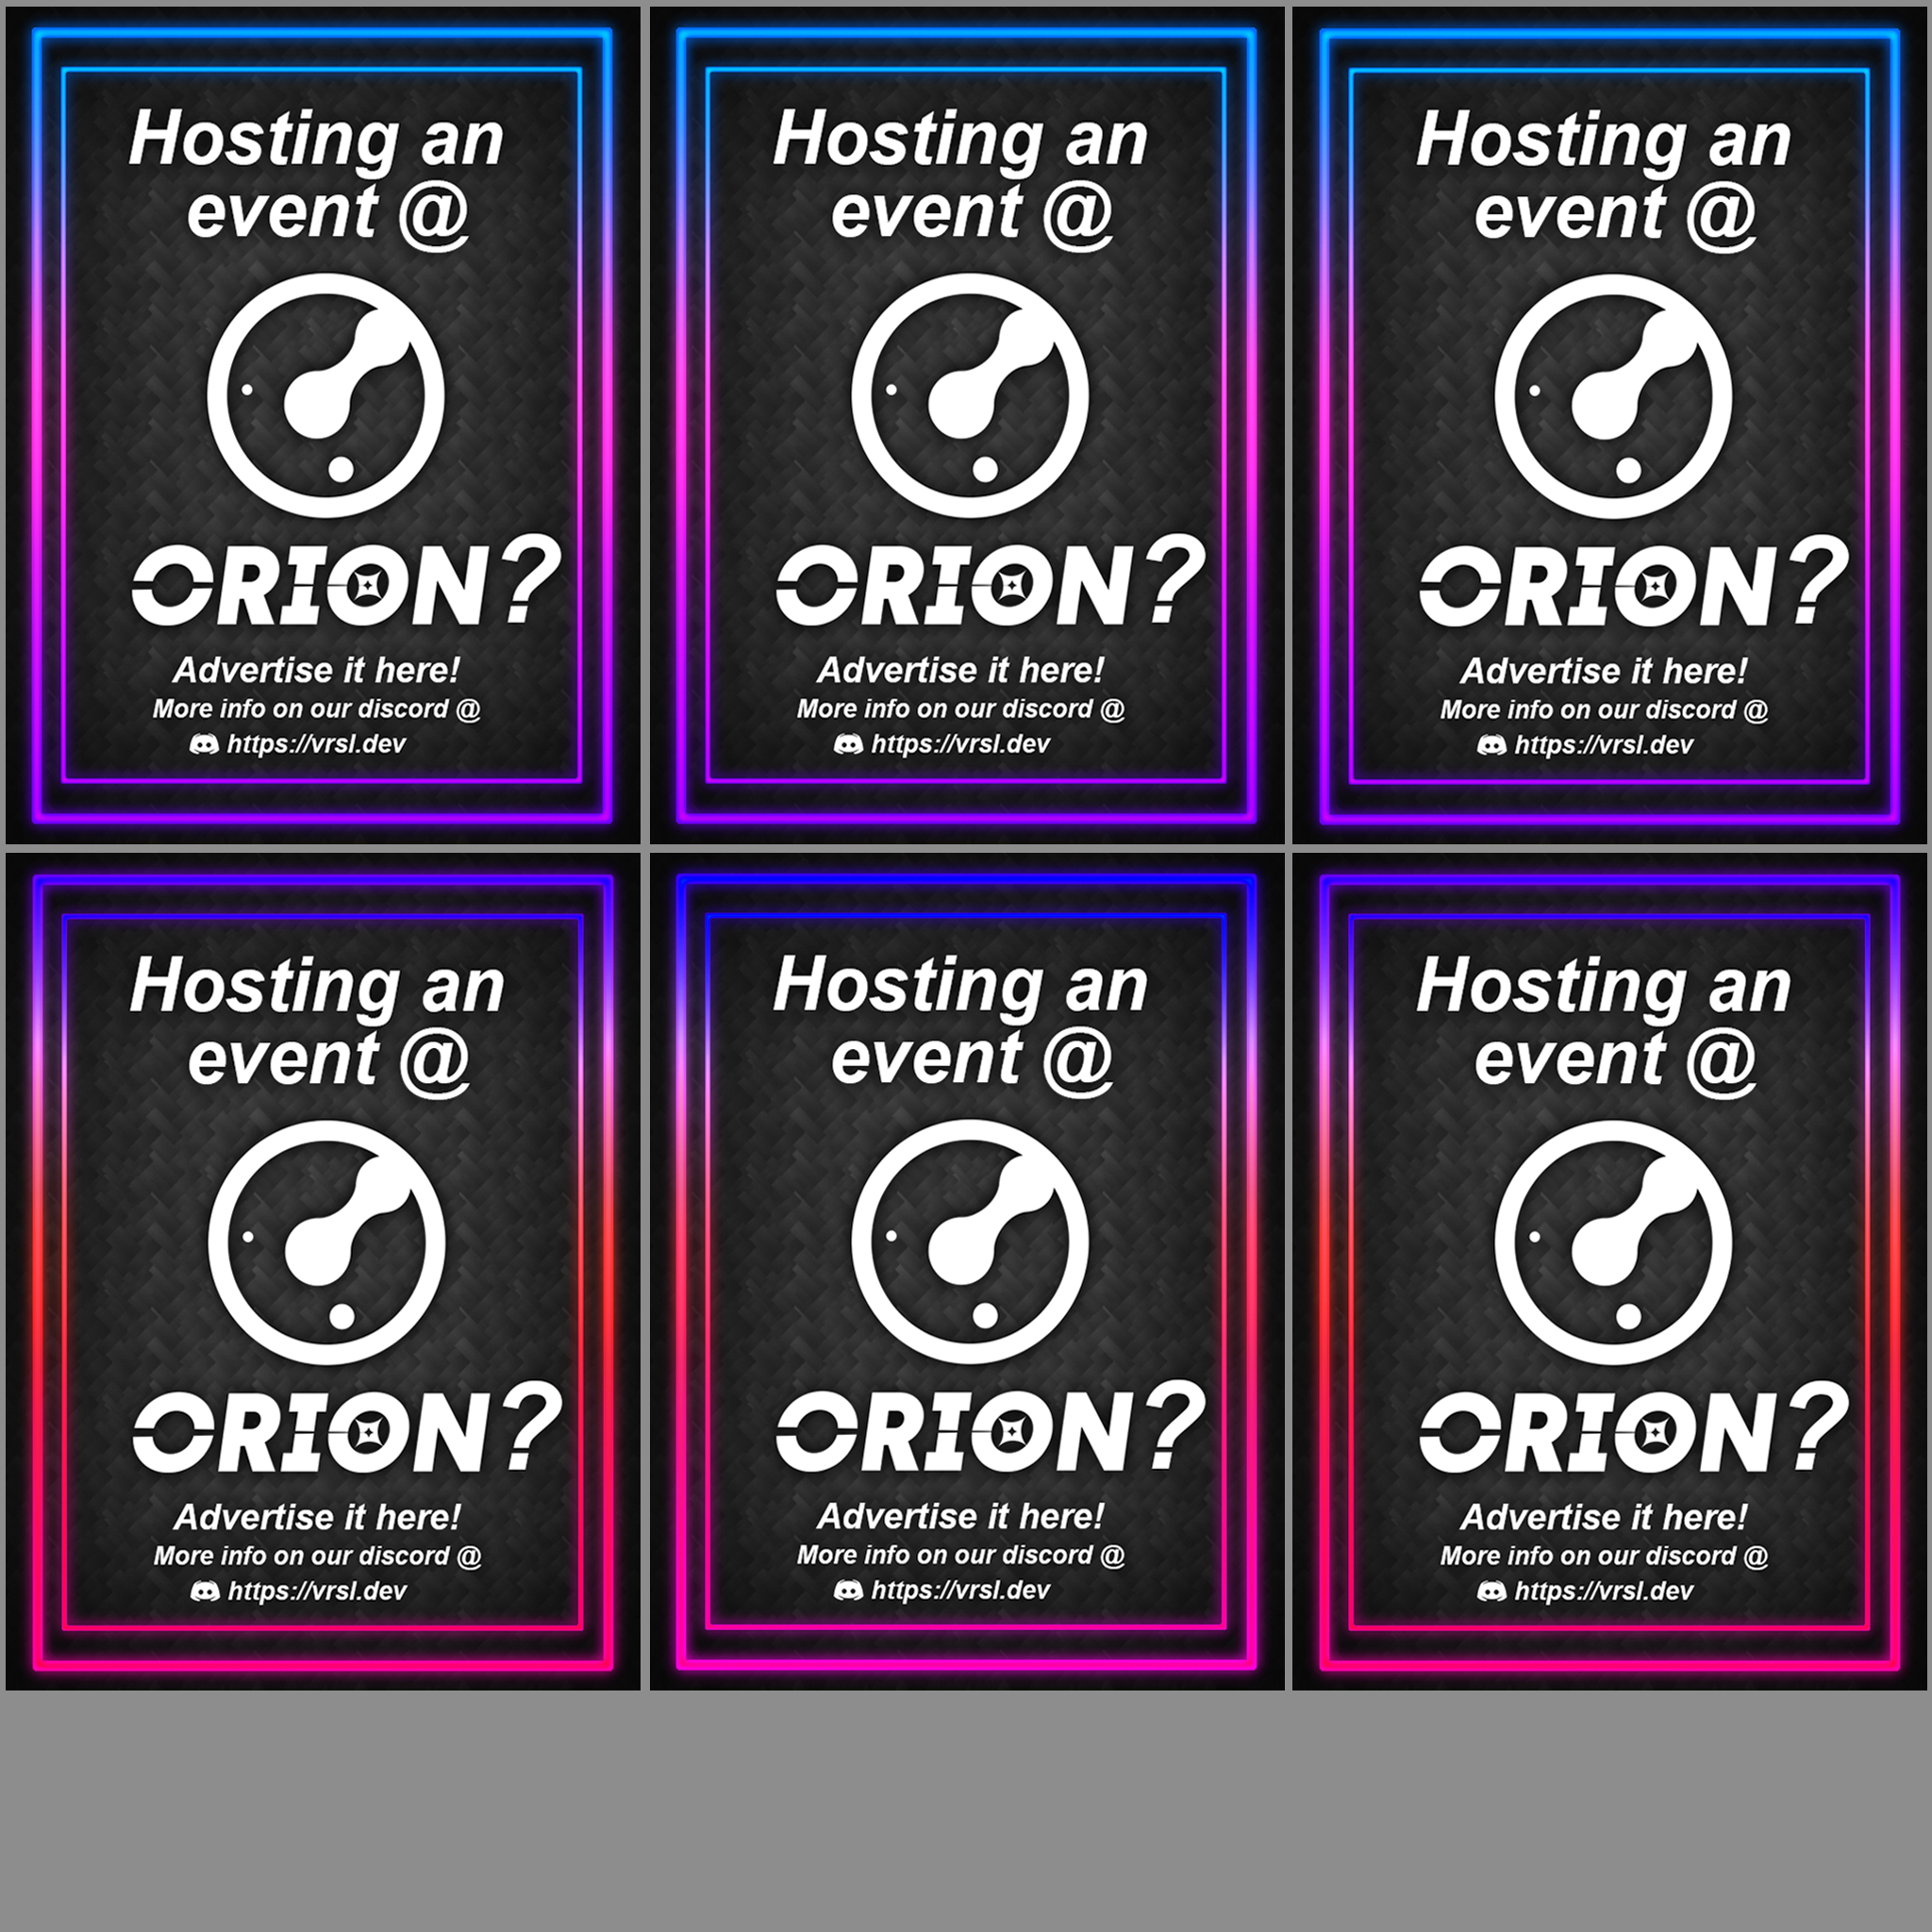 Hosting an
event @
ORION?
Advertise it here!
More info on our discord @
https://vrsl.dev
Hosting an
event @
ORION?
Advertise it here!
More info on our discord @
https://vrsl.dev
Hosting an
event @
ORION?
Advertise it here!
More info on our discord @
https://vrsl.dev
Hosting an
event @
ORION?
Advertise it here!
More info on our discord @
https://vrsl.dev
Hosting an
event @
ORION?
Advertise it here!
More info on our discord @
https://vrsl.dev
Hosting an
event @
ORION?
Advertise it here!
More info on our discord @
https://vrsl.dev